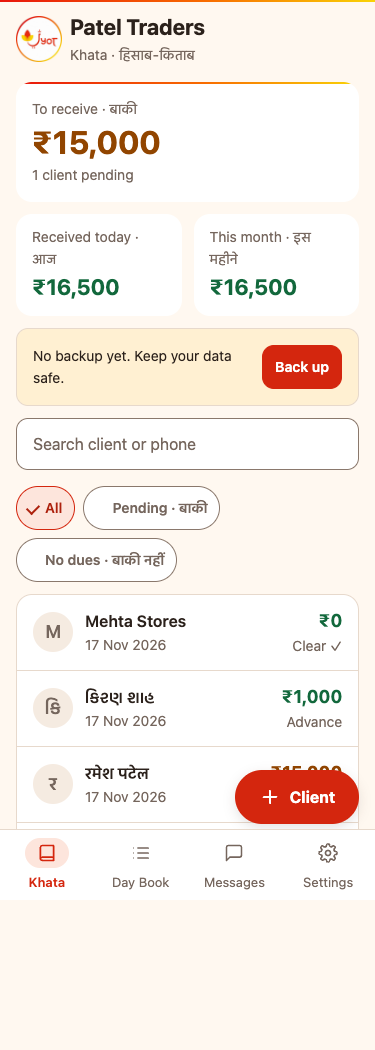 Jyot
Patel Traders
Khata · हिसाब-किताब
To receive · बाकी
₹15,000
1 client pending
Received today · आज
₹16,500
This month · इस महीने
₹16,500
No backup yet. Keep your data safe.
Back up
Search client or phone
All
Pending · बाकी
No dues · बाकी नहीं
M
Mehta Stores
17 Nov 2026
₹0
Clear ✓
કિ
કિરણ શાહ
17 Nov 2026
₹1,000
Advance
र
रमेश पटेल
17 Nov 2026
₹15,000
+ Client
Khata
Day Book
Messages
Settings